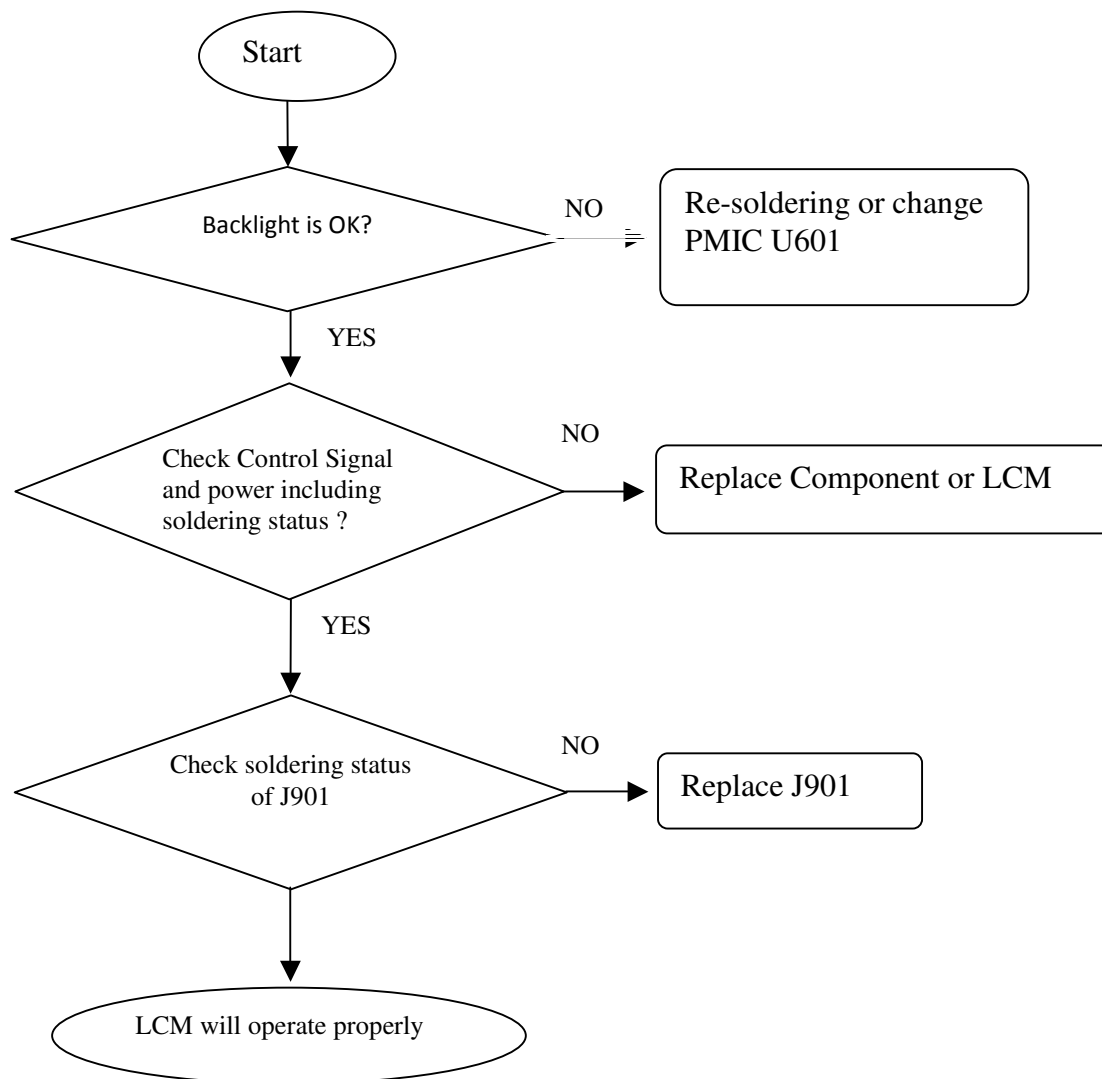 Start
Backlight is OK?
NO
Re-soldering or change
PMIC U601
YES
Check Control Signal
and power including
soldering status ?
NO
Replace Component or LCM
YES
Check soldering status
of J901
NO
Replace J901
LCM will operate properly